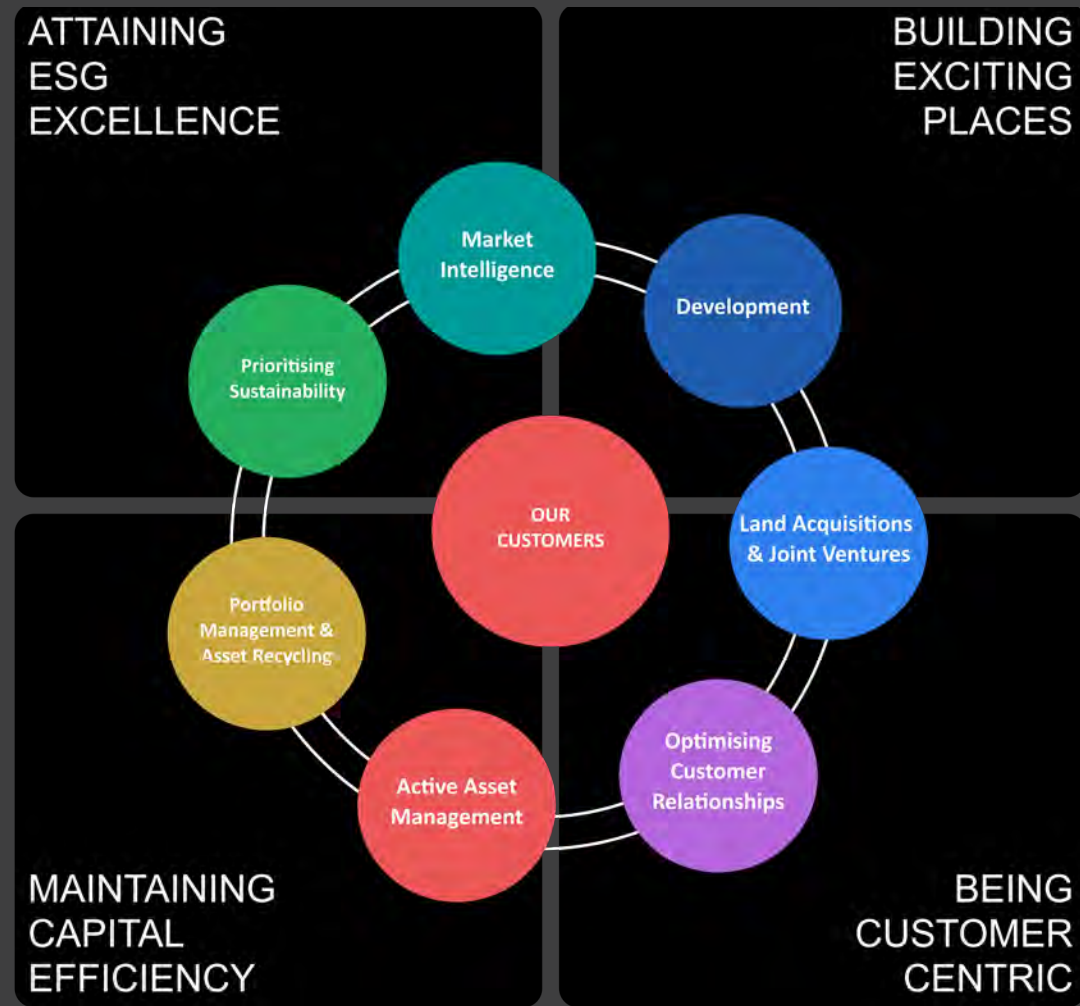 ATTAINING
ESG
EXCELLENCE
BUILDING
EXCITING
PLACES
Market
Intelligence
Development
Prioritising
Sustainability
OUR
CUSTOMERS
Land Acquisitions
& Joint Ventures
Portfolio
Management &
Asset Recycling
Optimising
Customer
Relationships
Active Asset
Management
MAINTAINING
CAPITAL
EFFICIENCY
BEING
CUSTOMER
CENTRIC